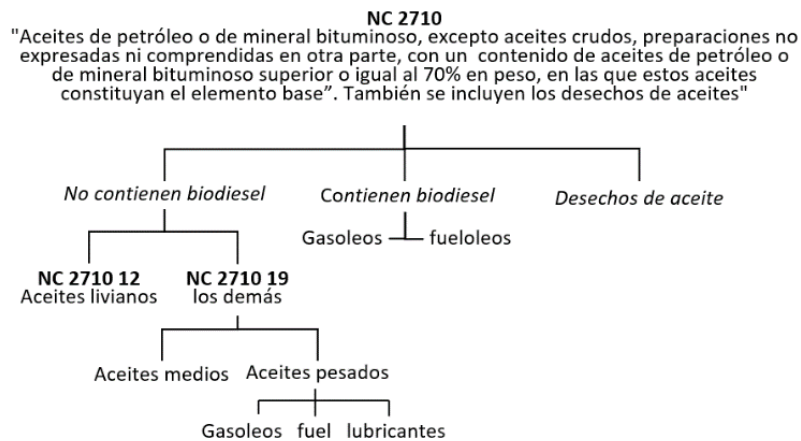 NC 2710
"Aceites de petróleo o de mineral bituminoso, excepto aceites crudos, preparaciones no
expresadas ni comprendidas en otra parte, con un contenido de aceites de petróleo o
de mineral bituminoso superior o igual al 70% en peso, en las que estos aceites
constituyan el elemento base”. También se incluyen los desechos de aceites"
No contienen biodiesel
Contienen biodiesel
Desechos de aceite
Gasoleos
fueloleos
NC 2710 12
Aceites livianos
NC 2710 19
los demás
Aceites medios
Aceites pesados
Gasoleos
fuel
lubricantes